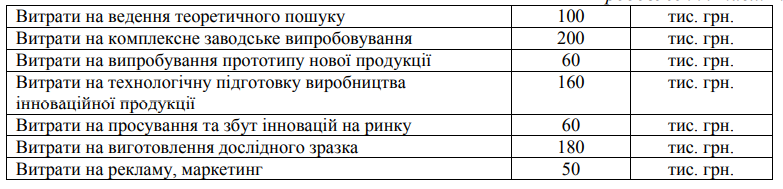 Витрати на ведення теоретичного пошуку 100 тис. грн.
Витрати на комплексне заводське випробовування 200 тис. грн.
Витрати на випробування прототипу нової продукції 60 тис. грн.
Витрати на технологічну підготовку виробництва 160 тис. грн.
інноваційної продукції
Витрати на просування та збут інновацій на ринку 60 тис. грн.
Витрати на виготовлення дослідного зразка 180 тис. грн.
Витрати на рекламу, маркетинг 50 тис. грн.